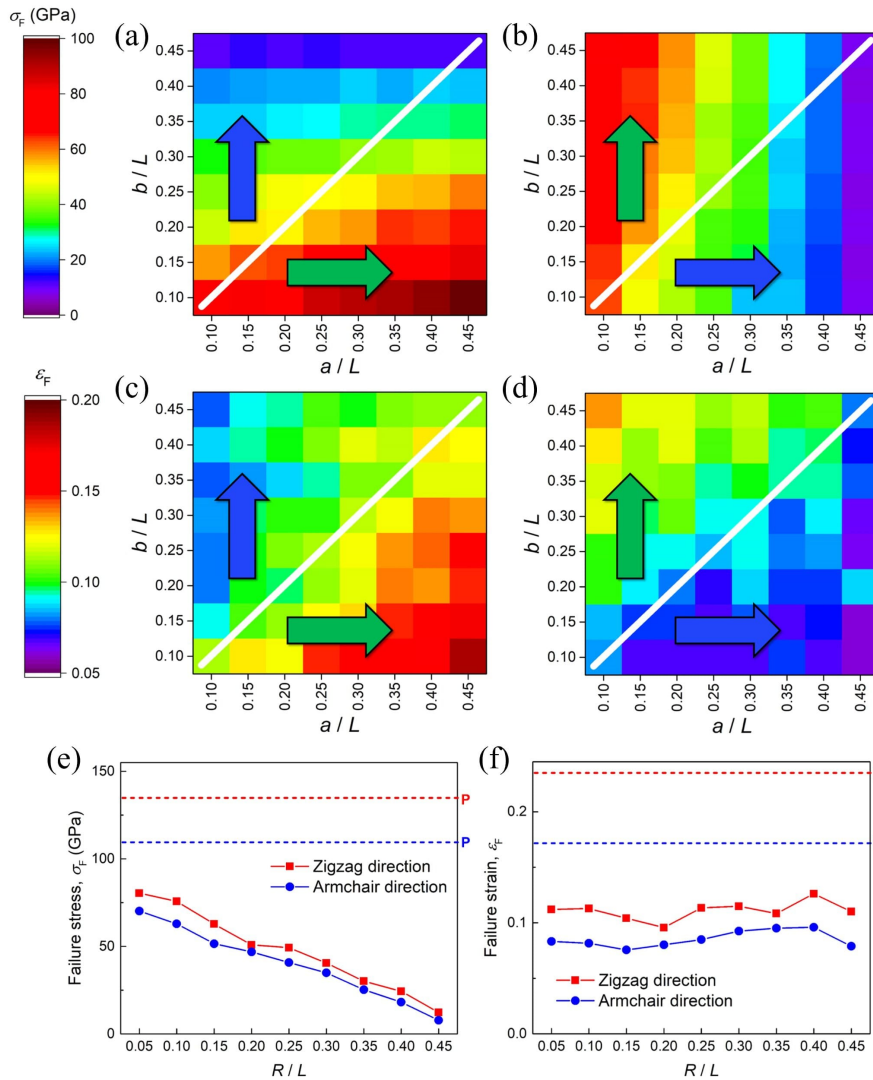 σF (GPa)
100
80
60
40
20
0
(a)
b / L
0.45
0.40
0.35
0.30
0.25
0.20
0.15
0.10
0.10 0.15 0.20 0.25 0.30 0.35 0.40 0.45
a / L
(b)
b / L
0.45
0.40
0.35
0.30
0.25
0.20
0.15
0.10
0.10 0.15 0.20 0.25 0.30 0.35 0.40 0.45
a / L
εF
0.20
0.15
0.10
0.05
(c)
b / L
0.45
0.40
0.35
0.30
0.25
0.20
0.15
0.10
0.10 0.15 0.20 0.25 0.30 0.35 0.40 0.45
a / L
(d)
b / L
0.45
0.40
0.35
0.30
0.25
0.20
0.15
0.10
0.10 0.15 0.20 0.25 0.30 0.35 0.40 0.45
a / L
(e)
Failure stress, σF (GPa)
150
100
50
0
P
P
Zigzag direction
Armchair direction
0.05 0.10 0.15 0.20 0.25 0.30 0.35 0.40 0.45
R / L
(f)
Failure strain, εF
0.2
0.1
0.0
Zigzag direction
Armchair direction
0.05 0.10 0.15 0.20 0.25 0.30 0.35 0.40 0.45
R / L